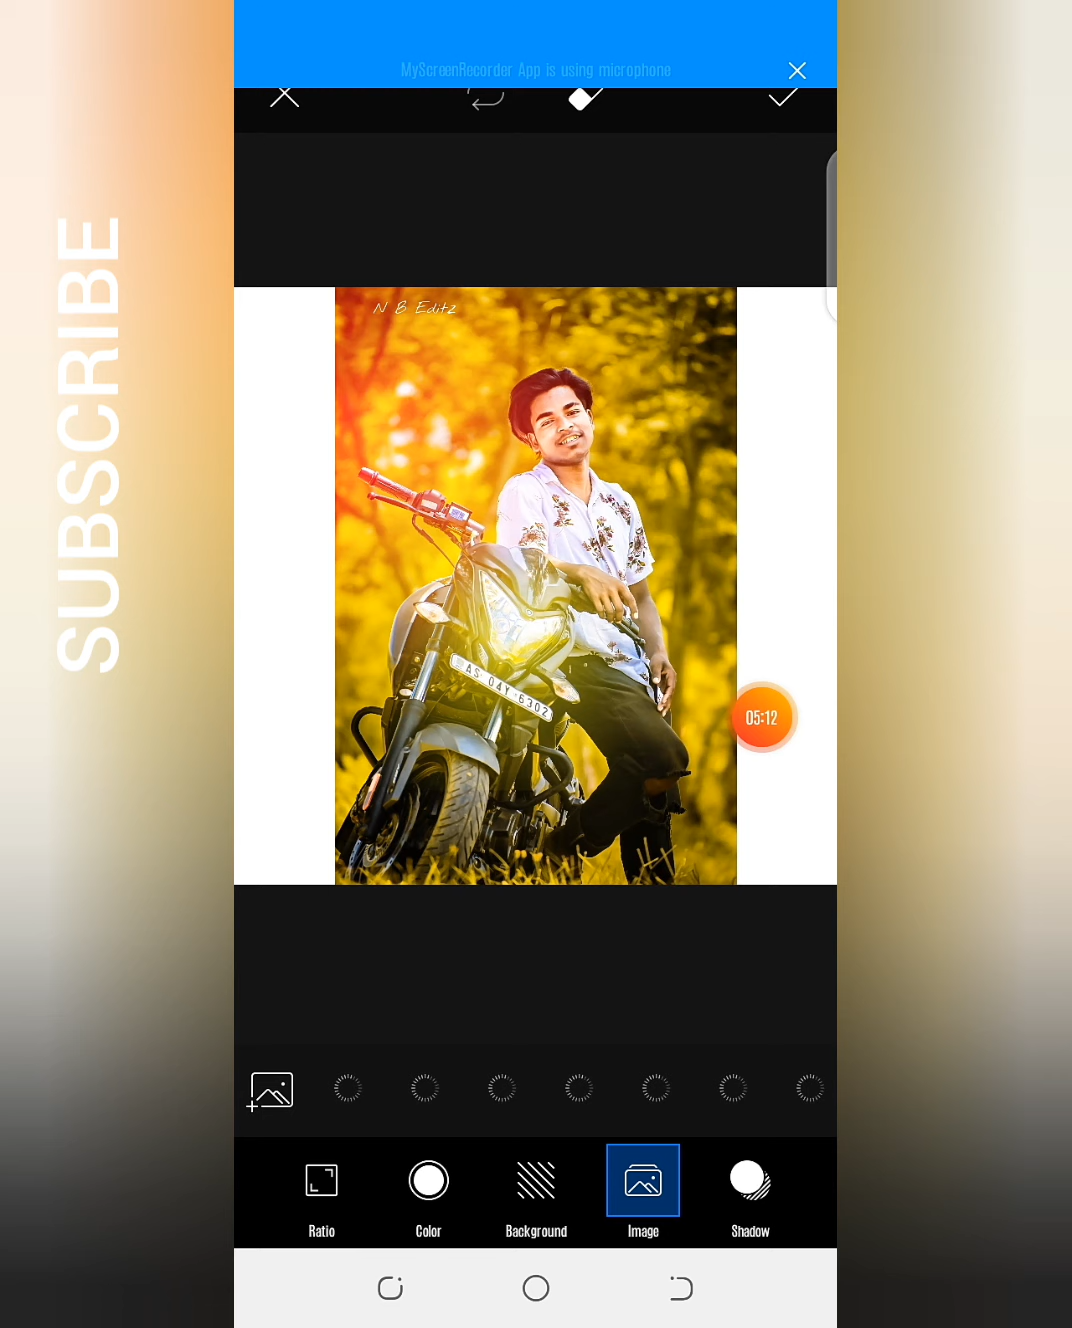 MyScreenRecorder App is using microphone
SUBSCRIBE
N B Editz
AS 04Y 6302
05:12
Ratio
Color
Background
Image
Shadow